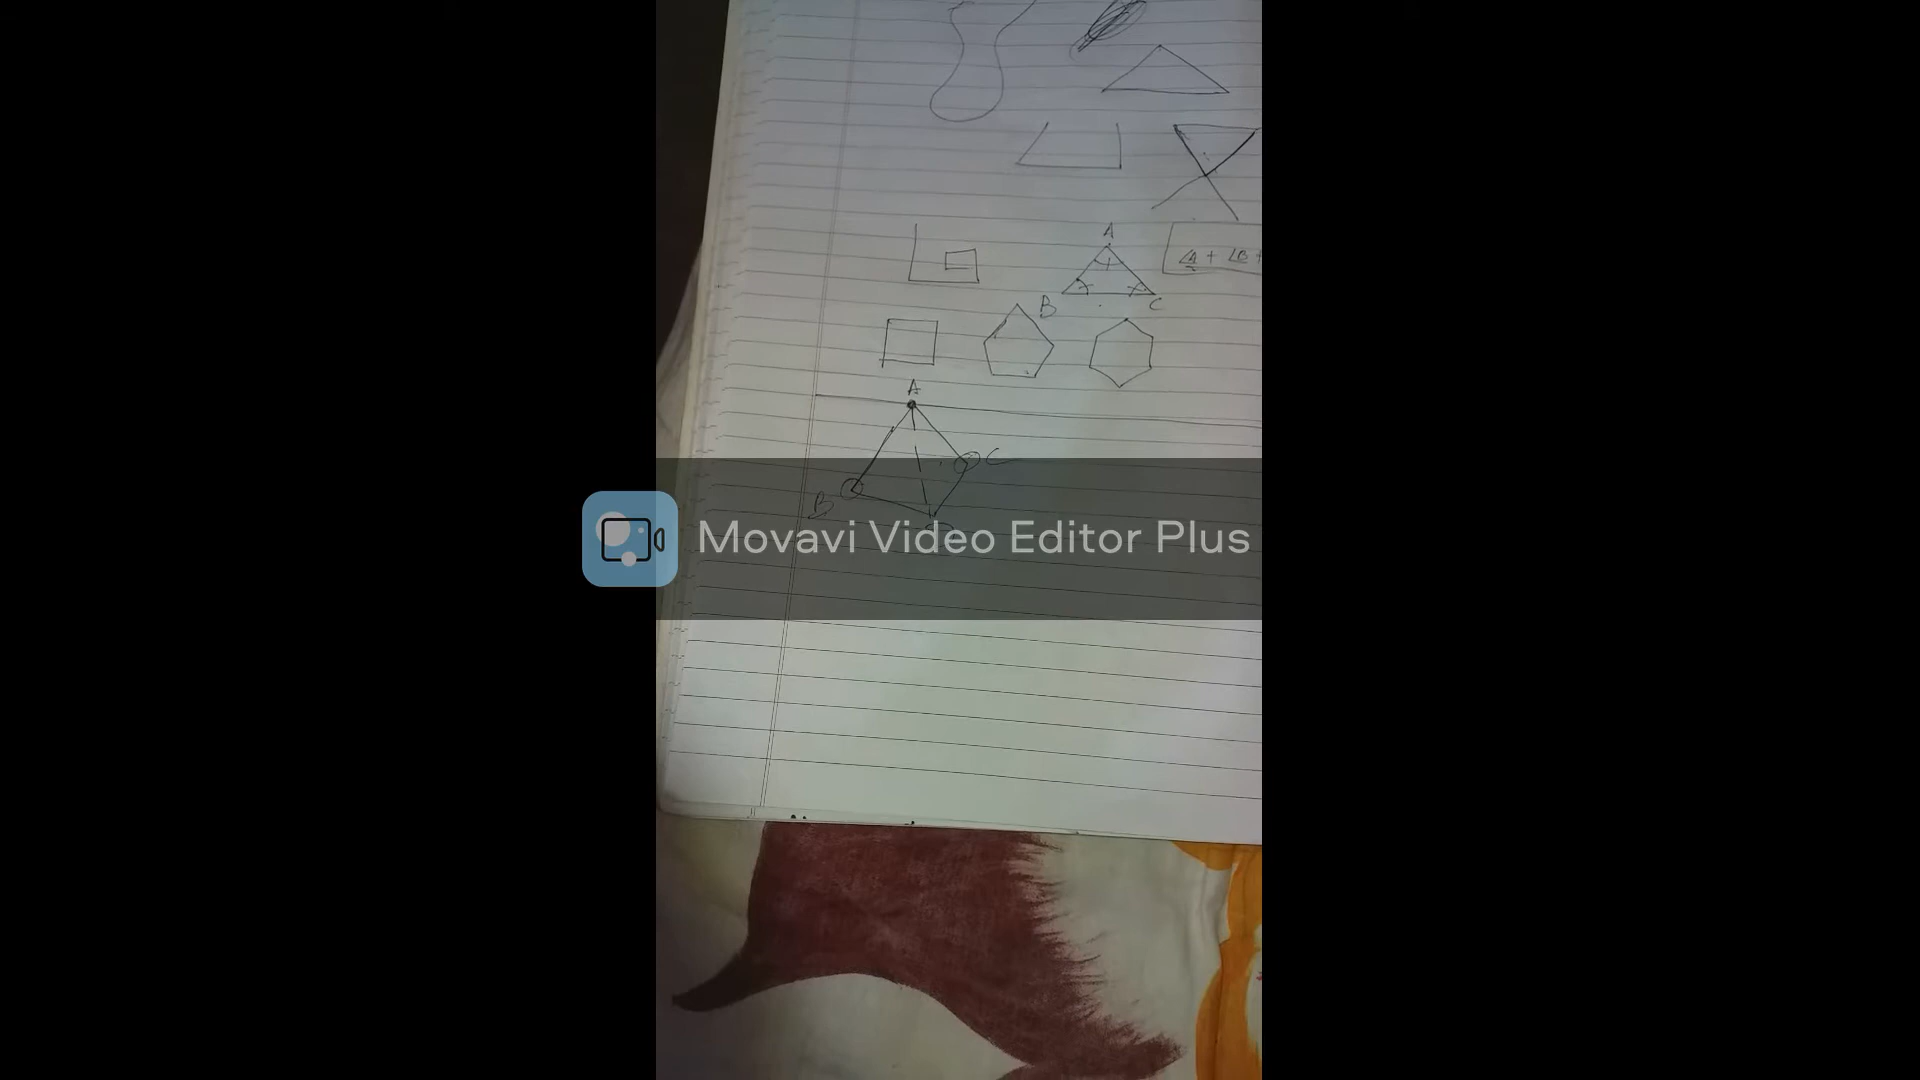 A
∠A + ∠B +
B
C
A
C
B
Movavi Video Editor Plus